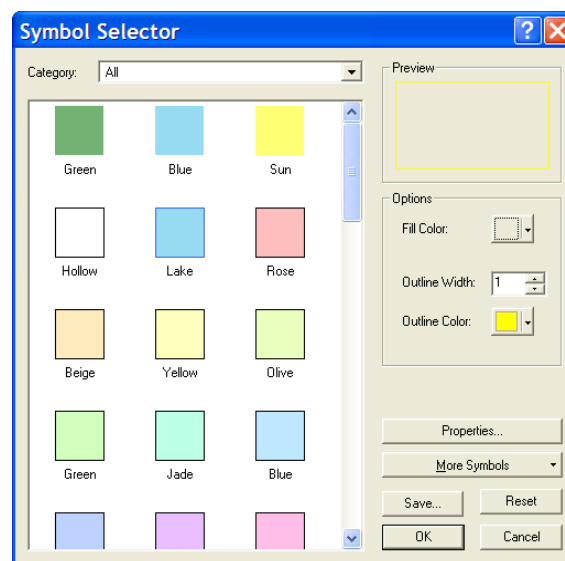 Symbol Selector
?
Category: All
Preview
Green Blue Sun
Options
Fill Color:
Hollow Lake Rose
Outline Width: 1
Outline Color:
Beige Yellow Olive
Green Jade Blue
Properties...
More Symbols
Save... Reset
OK Cancel